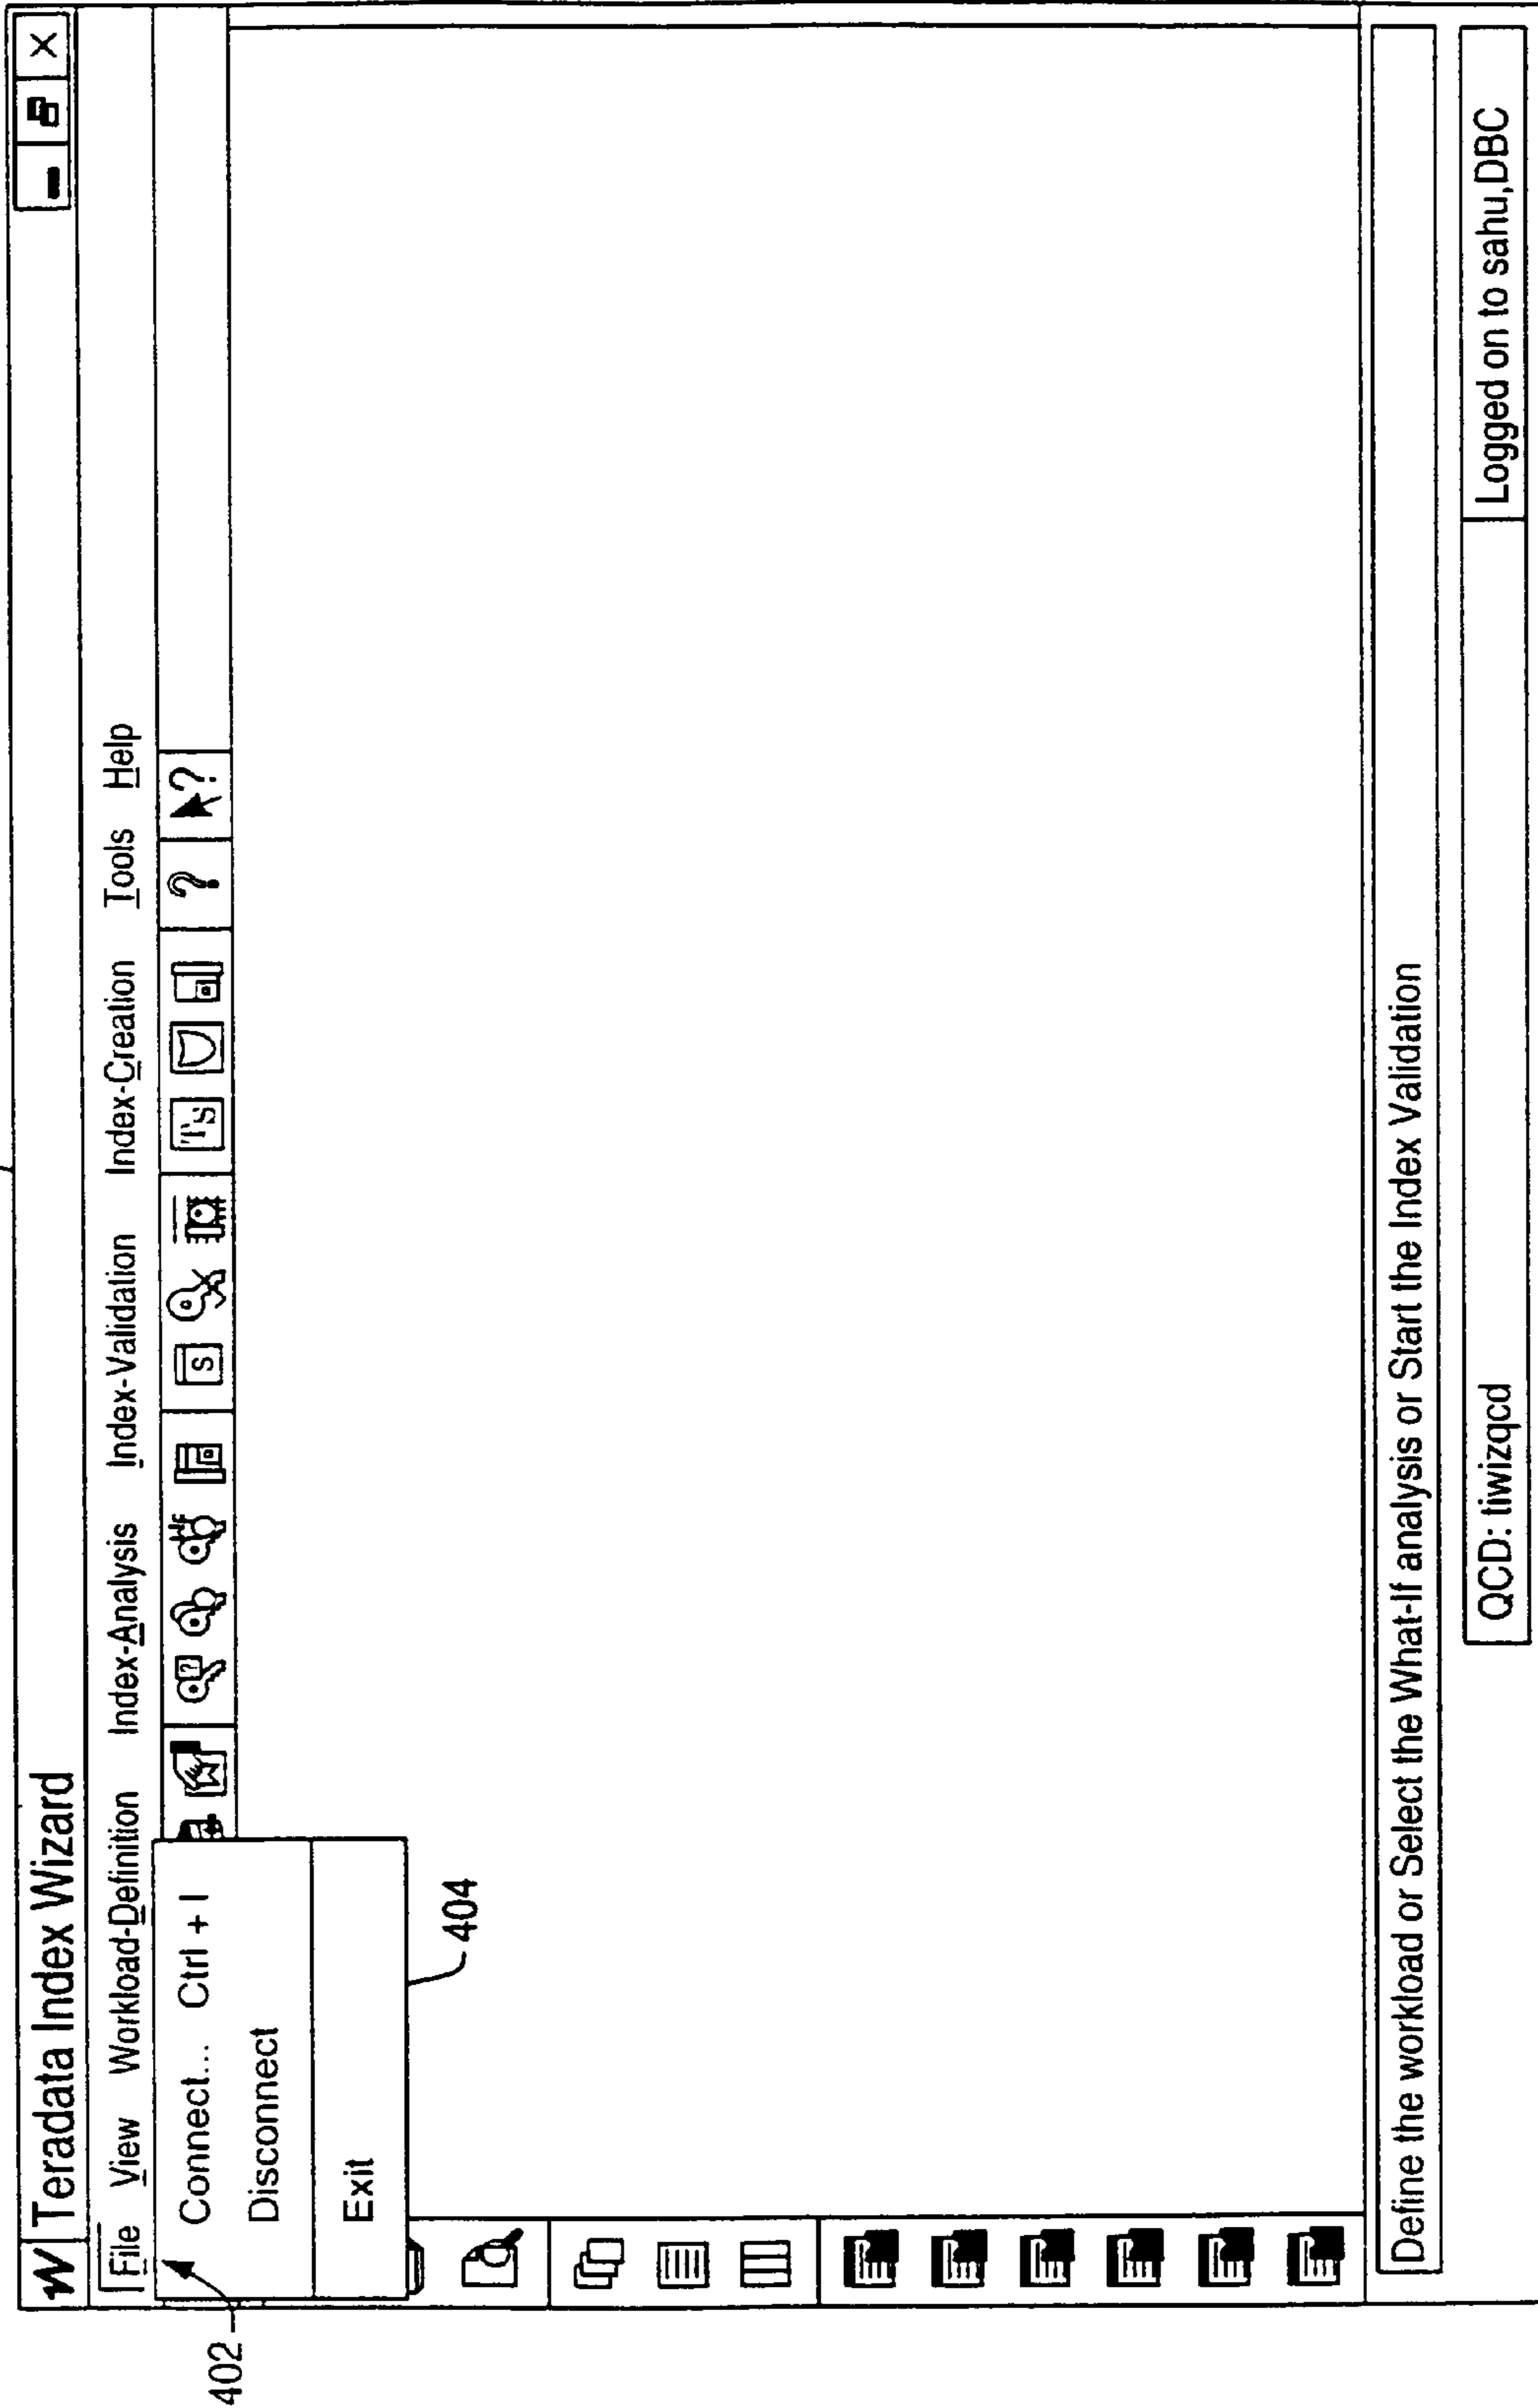 W Teradata Index Wizard
File View Workload-Definition Index-Analysis Index-Validation Index-Creation Tools Help
Connect... Ctrl + I
Disconnect
Exit
402
404
?
?
S
Ts
Define the workload or Select the What-If analysis or Start the Index Validation
QCD: tiwizqcd
Logged on to sahu,DBC